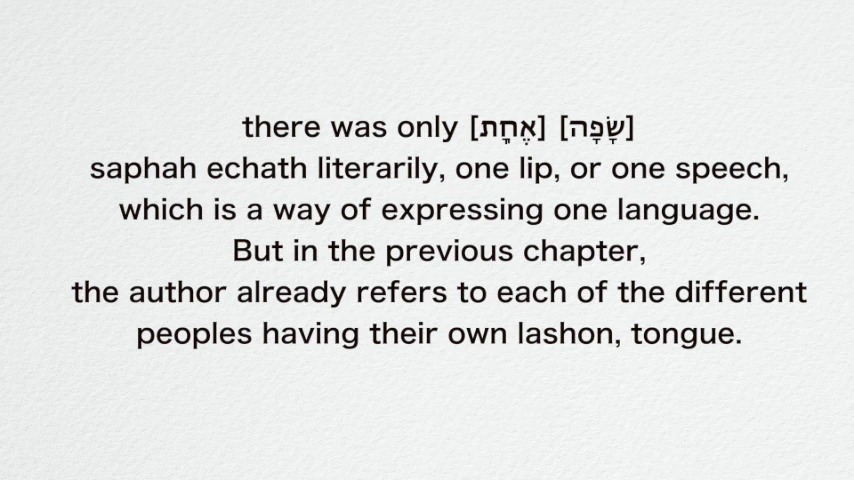 there was only [שָׂפָה] [אֶחָת]
saphah echath literarily, one lip, or one speech,
which is a way of expressing one language.
But in the previous chapter,
the author already refers to each of the different
peoples having their own lashon, tongue.